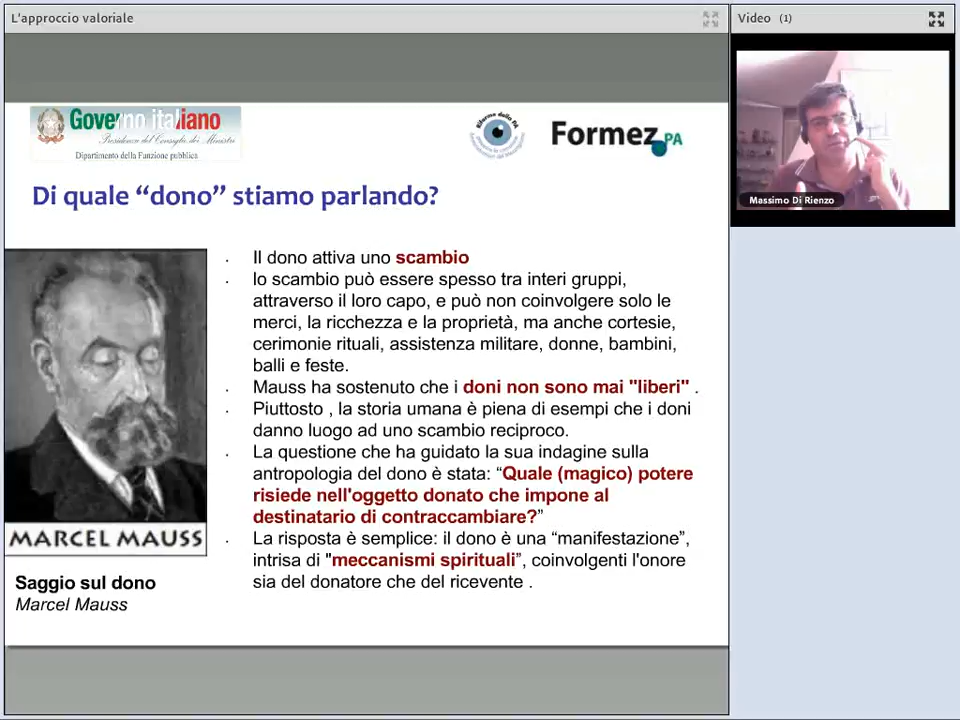 L'approccio valoriale
Video (1)
Governo italiano
Presidenza del Consiglio dei Ministri
Dipartimento della Funzione pubblica
Riforma della PA
Formez PA
Massimo Di Rienzo
Di quale “dono” stiamo parlando?
· Il dono attiva uno scambio
· lo scambio può essere spesso tra interi gruppi,
attraverso il loro capo, e può non coinvolgere solo le
merci, la ricchezza e la proprietà, ma anche cortesie,
cerimonie rituali, assistenza militare, donne, bambini,
balli e feste.
· Mauss ha sostenuto che i doni non sono mai "liberi" .
· Piuttosto , la storia umana è piena di esempi che i doni
danno luogo ad uno scambio reciproco.
· La questione che ha guidato la sua indagine sulla
antropologia del dono è stata: “Quale (magico) potere
risiede nell'oggetto donato che impone al
destinatario di contraccambiare?”
· La risposta è semplice: il dono è una “manifestazione”,
intrisa di "meccanismi spirituali”, coinvolgenti l'onore
sia del donatore che del ricevente .
MARCEL MAUSS
Saggio sul dono
Marcel Mauss